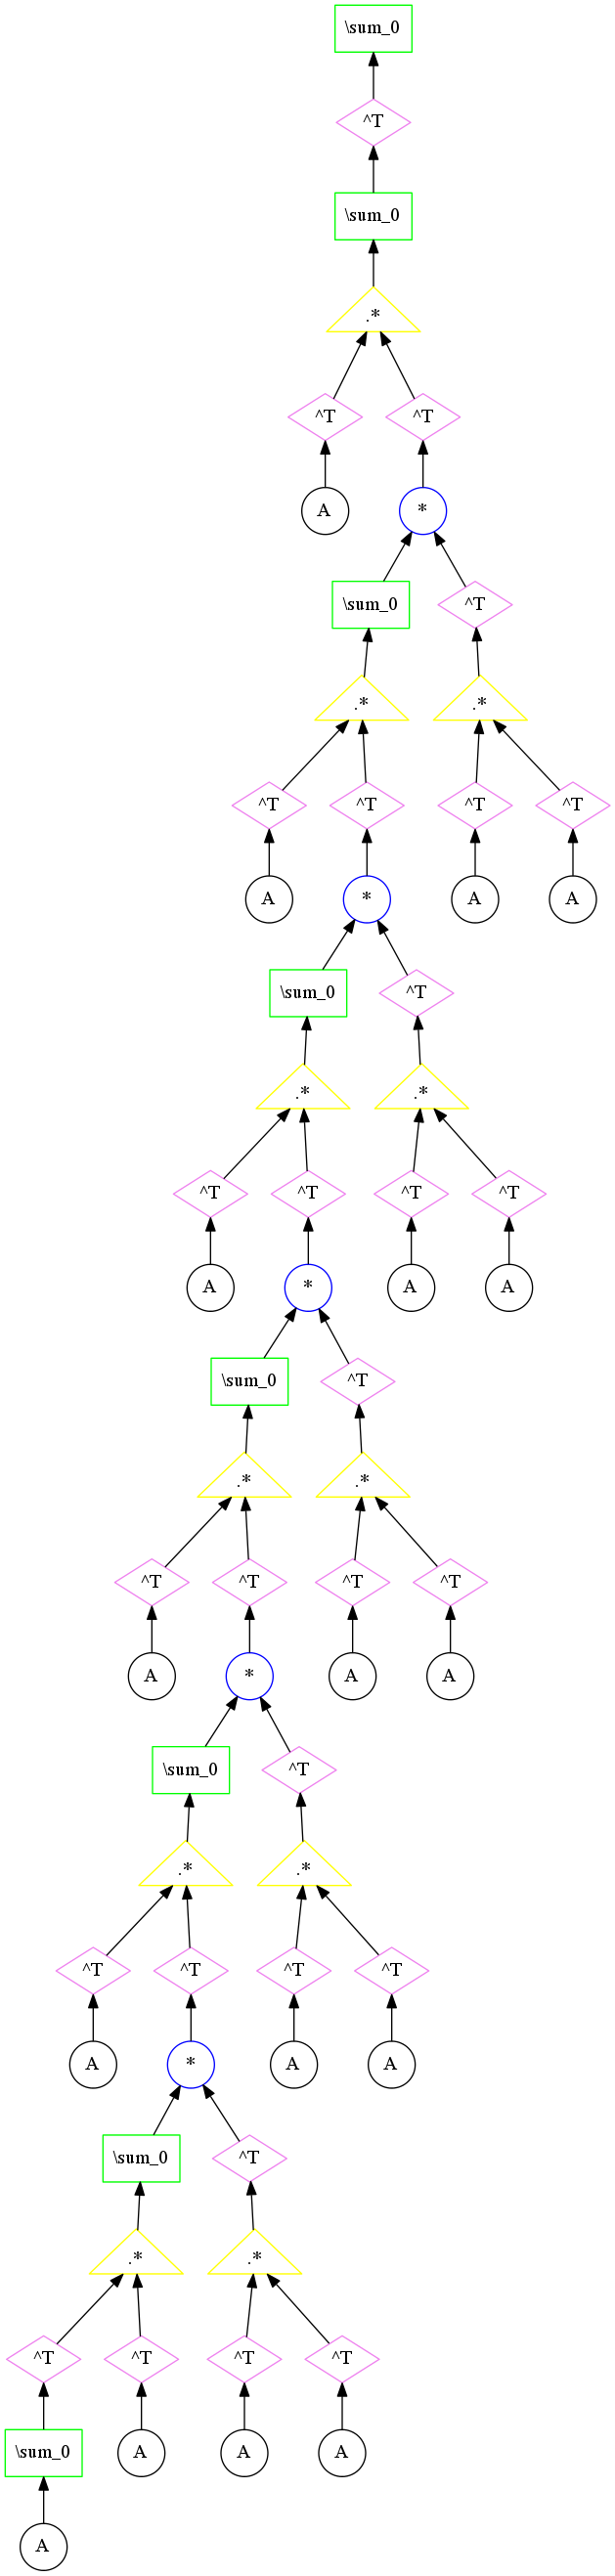 \sum_0
^T
\sum_0
.*
^T ^T
A *
\sum_0 ^T
.* .*
^T ^T ^T ^T
A * A A
\sum_0 ^T
.* .*
^T ^T ^T ^T
A * A A
\sum_0 ^T
.* .*
^T ^T ^T ^T
A * A A
\sum_0 ^T
.* .*
^T ^T ^T ^T
A * A A
\sum_0 ^T
.* .*
^T ^T ^T ^T
\sum_0 A A A
A